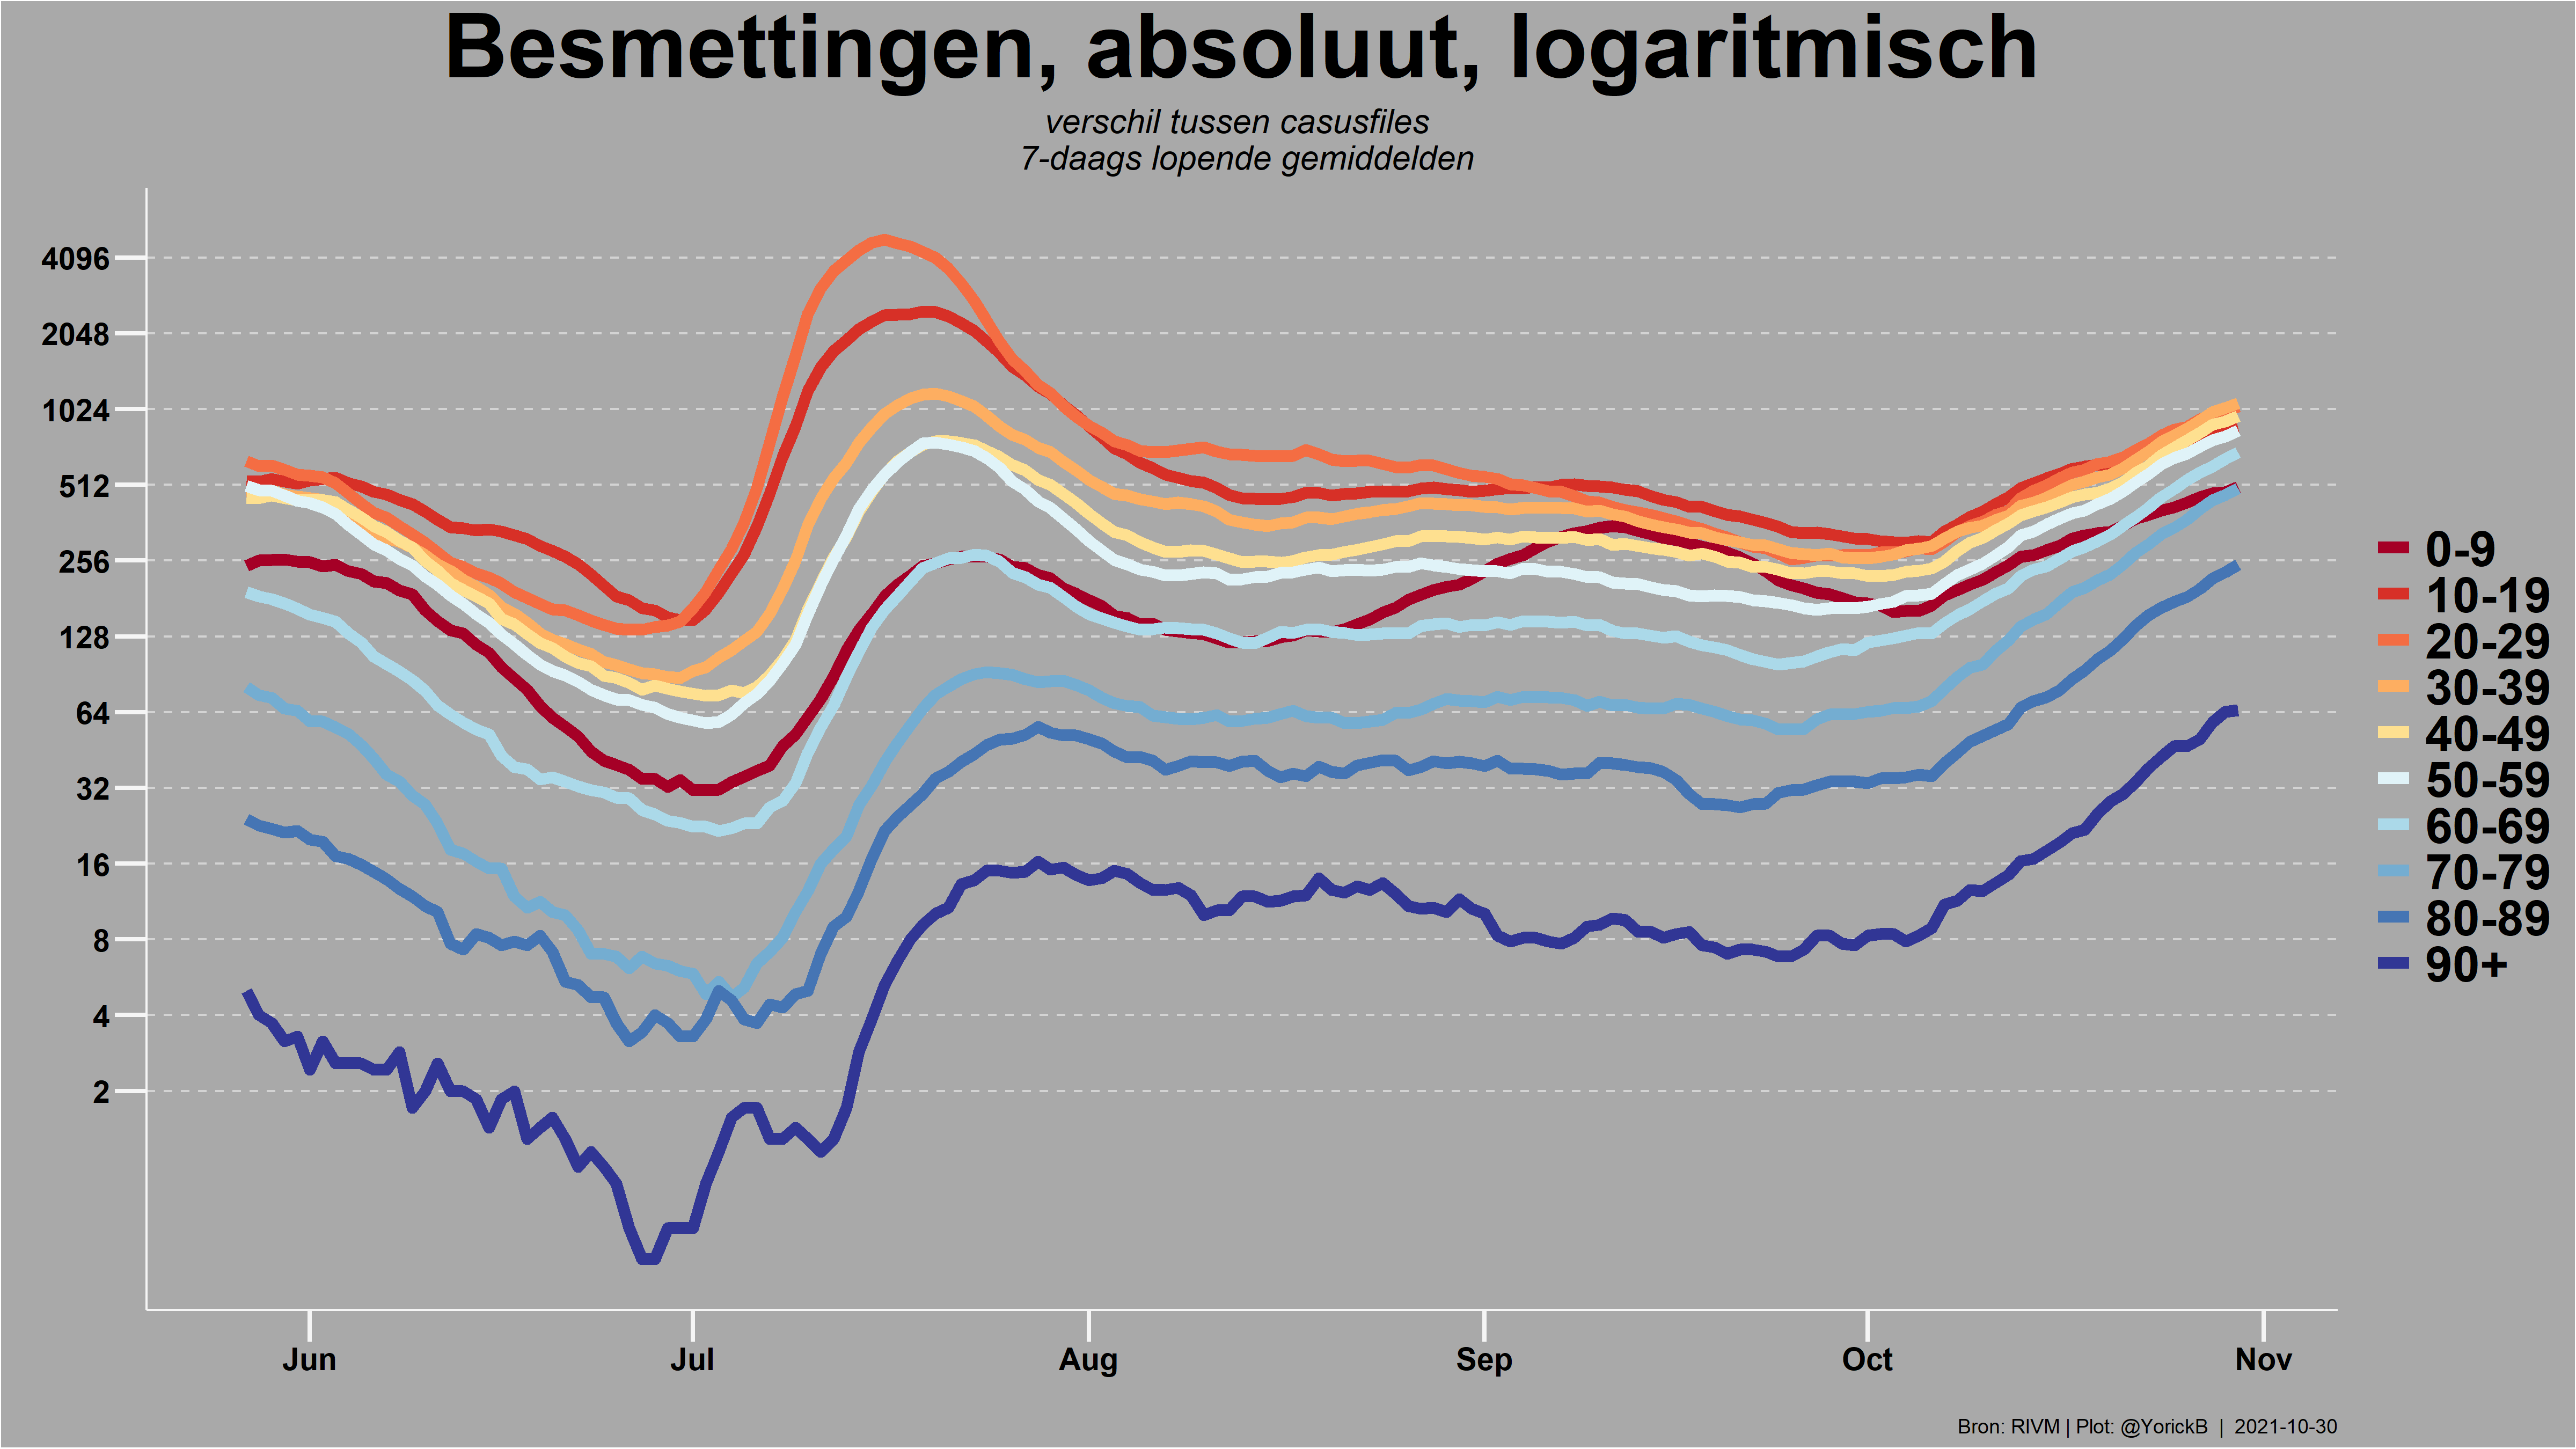 Besmettingen, absoluut, logaritmisch
verschil tussen casusfiles
7-daags lopende gemiddelden
4096
2048
1024
512
256
128
64
32
16
8
4
2
Jun
Jul
Aug
Sep
Oct
Nov
0-9
10-19
20-29
30-39
40-49
50-59
60-69
70-79
80-89
90+
Bron: RIVM | Plot: @YorickB | 2021-10-30